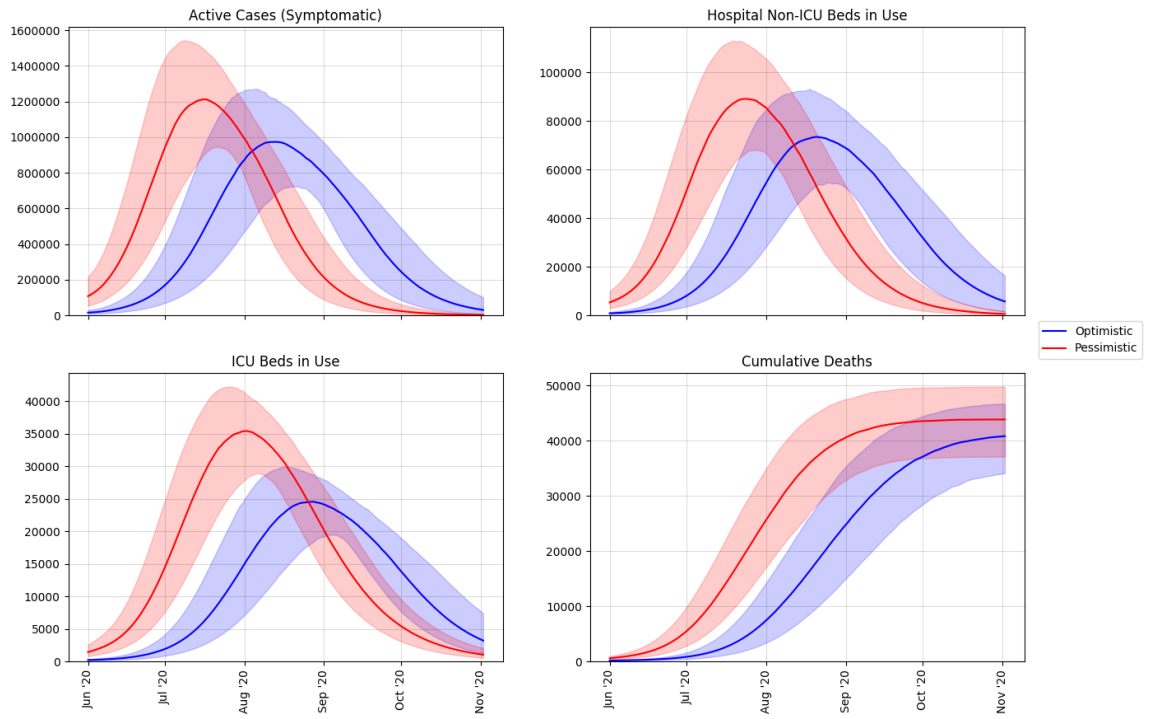 Active Cases (Symptomatic)
1600000
1400000
1200000
1000000
800000
600000
400000
200000
0
Hospital Non-ICU Beds in Use
100000
80000
60000
40000
20000
0
Optimistic
Pessimistic
ICU Beds in Use
40000
35000
30000
25000
20000
15000
10000
5000
0
Jun '20
Jul '20
Aug '20
Sep '20
Oct '20
Nov '20
Cumulative Deaths
50000
40000
30000
20000
10000
0
Jun '20
Jul '20
Aug '20
Sep '20
Oct '20
Nov '20